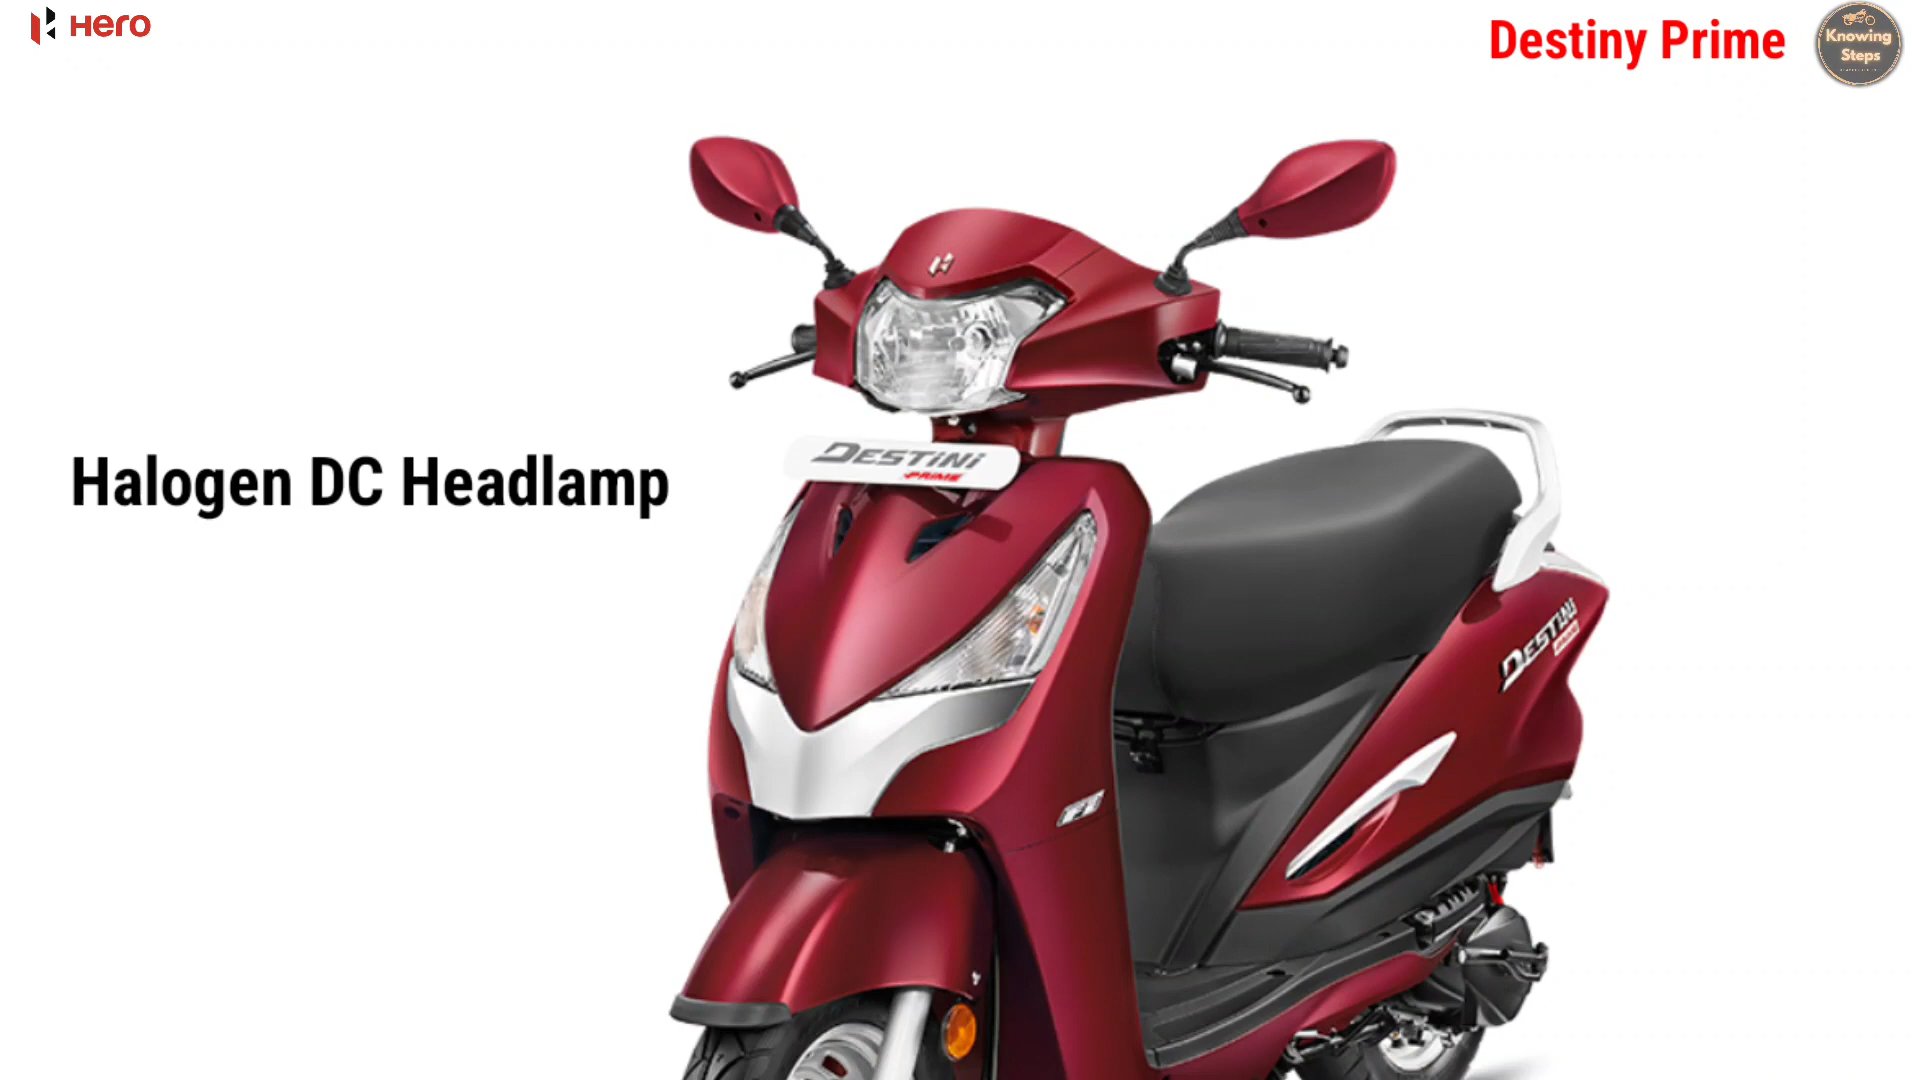 Hero
Destiny Prime
Knowing
Steps
Halogen DC Headlamp
DESTINI
PRIME
DESTINI